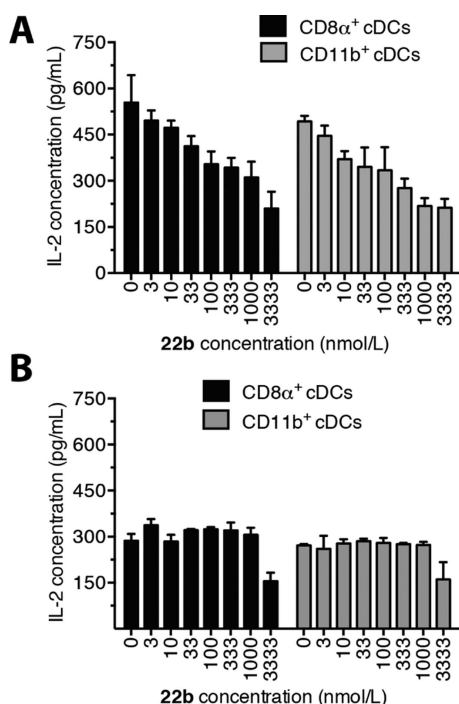 A
CD8α⁺ cDCs
CD11b⁺ cDCs
IL-2 concentration (pg/mL)
750
600
450
300
150
0
0 3 10 33 100 333 1000 3333 0 3 10 33 100 333 1000 3333
22b concentration (nmol/L)
B
CD8α⁺ cDCs
CD11b⁺ cDCs
IL-2 concentration (pg/mL)
750
600
450
300
150
0 3 10 33 100 333 1000 3333 0 3 10 33 100 333 1000 3333
22b concentration (nmol/L)